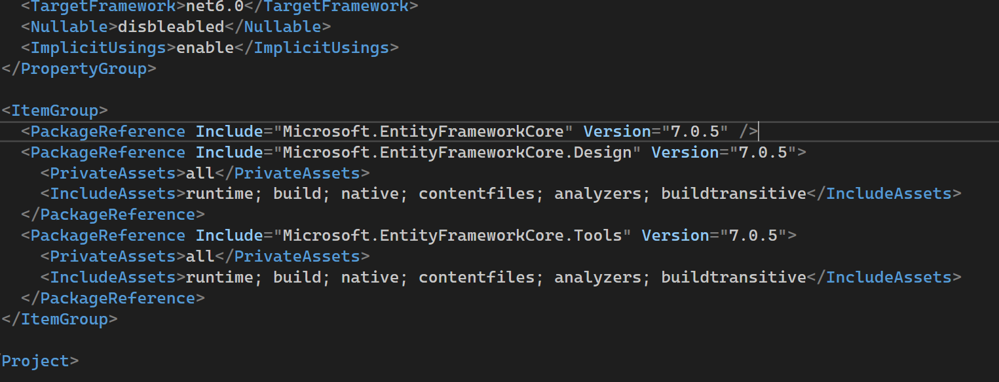 <TargetFramework>net6.0</TargetFramework>
<Nullable>disbleabled</Nullable>
<ImplicitUsings>enable</ImplicitUsings>
</PropertyGroup>
<ItemGroup>
<PackageReference Include="Microsoft.EntityFrameworkCore" Version="7.0.5" />
<PackageReference Include="Microsoft.EntityFrameworkCore.Design" Version="7.0.5">
<PrivateAssets>all</PrivateAssets>
<IncludeAssets>runtime; build; native; contentfiles; analyzers; buildtransitive</IncludeAssets>
</PackageReference>
<PackageReference Include="Microsoft.EntityFrameworkCore.Tools" Version="7.0.5">
<PrivateAssets>all</PrivateAssets>
<IncludeAssets>runtime; build; native; contentfiles; analyzers; buildtransitive</IncludeAssets>
</PackageReference>
</ItemGroup>
Project>